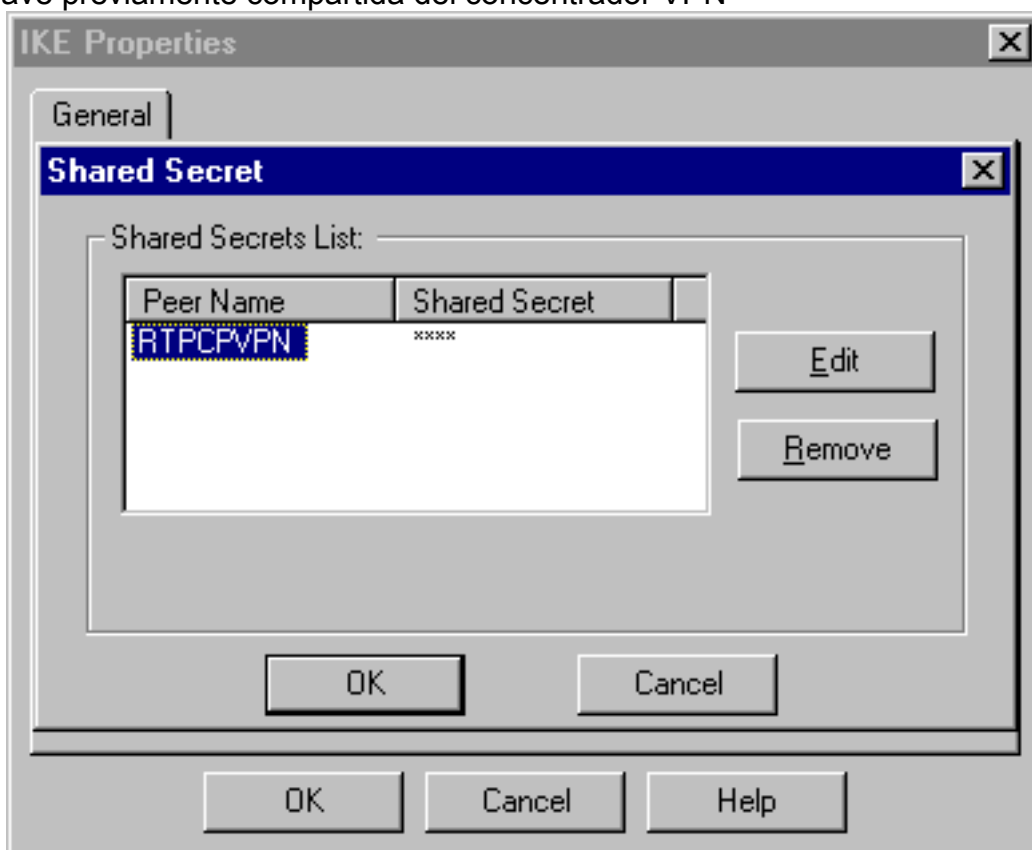 previamente compartida del concentrador VPN
IKE Properties
General
Shared Secret
Shared Secrets List:
Peer Name Shared Secret
RTPCPVPN ****
Edit
Remove
OK Cancel
OK Cancel Help